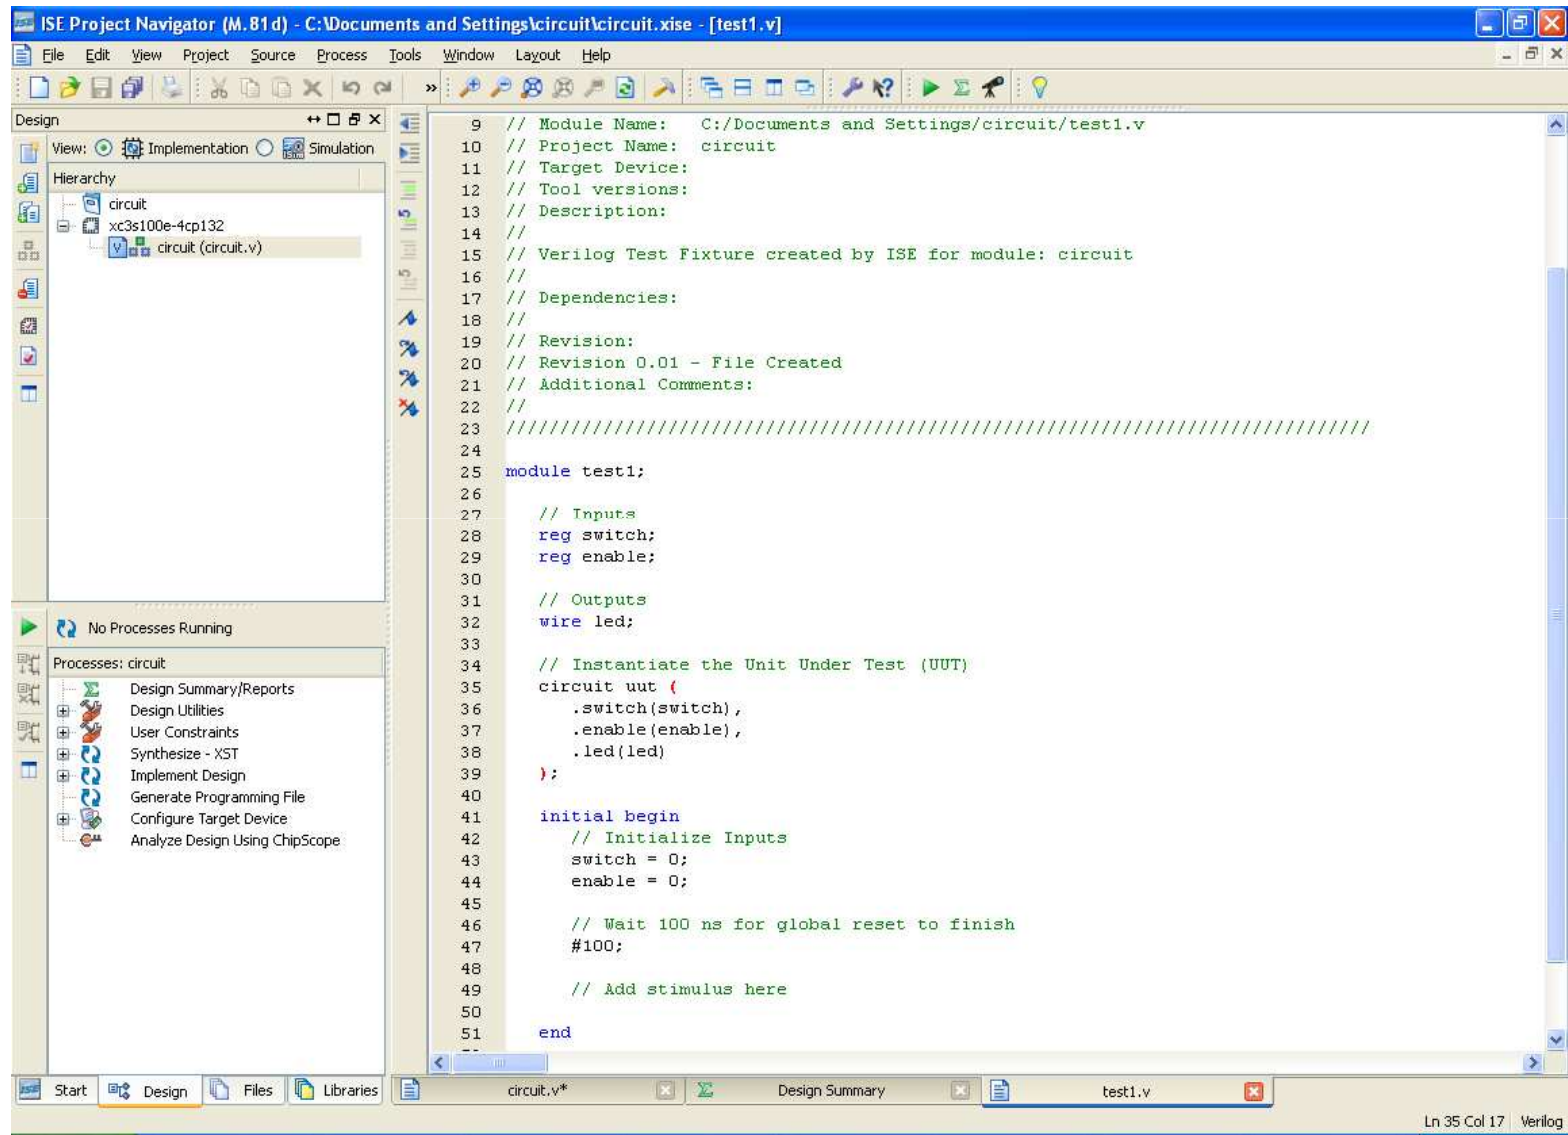 ISE Project Navigator (M.81d) - C:\Documents and Settings\circuit\circuit.xise - [test1.v]
File Edit View Project Source Process Tools Window Layout Help
»
Design
View: Implementation Simulation
Hierarchy
circuit
xc3s100e-4cp132
circuit (circuit.v)
No Processes Running
Processes: circuit
Design Summary/Reports
Design Utilities
User Constraints
Synthesize - XST
Implement Design
Generate Programming File
Configure Target Device
Analyze Design Using ChipScope
9 // Module Name:   C:/Documents and Settings/circuit/test1.v
10 // Project Name:  circuit
11 // Target Device:
12 // Tool versions:
13 // Description:
14 //
15 // Verilog Test Fixture created by ISE for module: circuit
16 //
17 // Dependencies:
18 //
19 // Revision:
20 // Revision 0.01 - File Created
21 // Additional Comments:
22 //
23 ////////////////////////////////////////////////////////////////////////////////
24
25 module test1;
26
27    // Inputs
28    reg switch;
29    reg enable;
30
31    // Outputs
32    wire led;
33
34    // Instantiate the Unit Under Test (UUT)
35    circuit uut (
36       .switch(switch),
37       .enable(enable),
38       .led(led)
39    );
40
41    initial begin
42       // Initialize Inputs
43       switch = 0;
44       enable = 0;
45
46       // Wait 100 ns for global reset to finish
47       #100;
48
49       // Add stimulus here
50
51    end
Start Design Files Libraries circuit.v* Design Summary test1.v
Ln 35 Col 17 Verilog